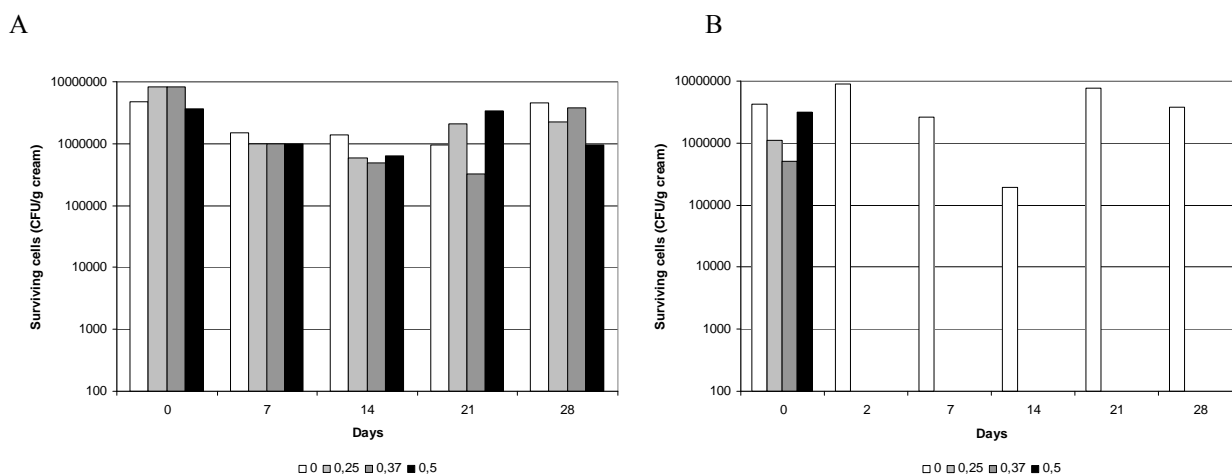 A
B
Surviving cells (CFU/g cream)
10000000
1000000
100000
10000
1000
100
0 7 14 21 28
Days
0 0,25 0,37 0,5
Surviving cells (CFU/g cream)
10000000
1000000
100000
10000
1000
100
0 2 7 14 21 28
Days
0 0,25 0,37 0,5